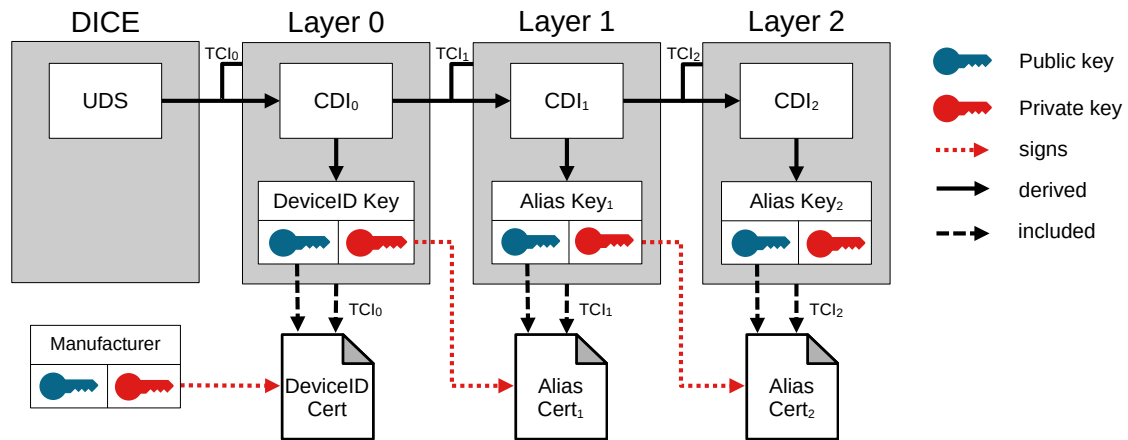 DICE
Layer 0
Layer 1
Layer 2
TCI₀
TCI₁
TCI₂
UDS
CDI₀
CDI₁
CDI₂
Public key
Private key
signs
derived
included
DeviceID Key
Alias Key₁
Alias Key₂
TCI₀
TCI₁
TCI₂
Manufacturer
DeviceID
Cert
Alias
Cert₁
Alias
Cert₂